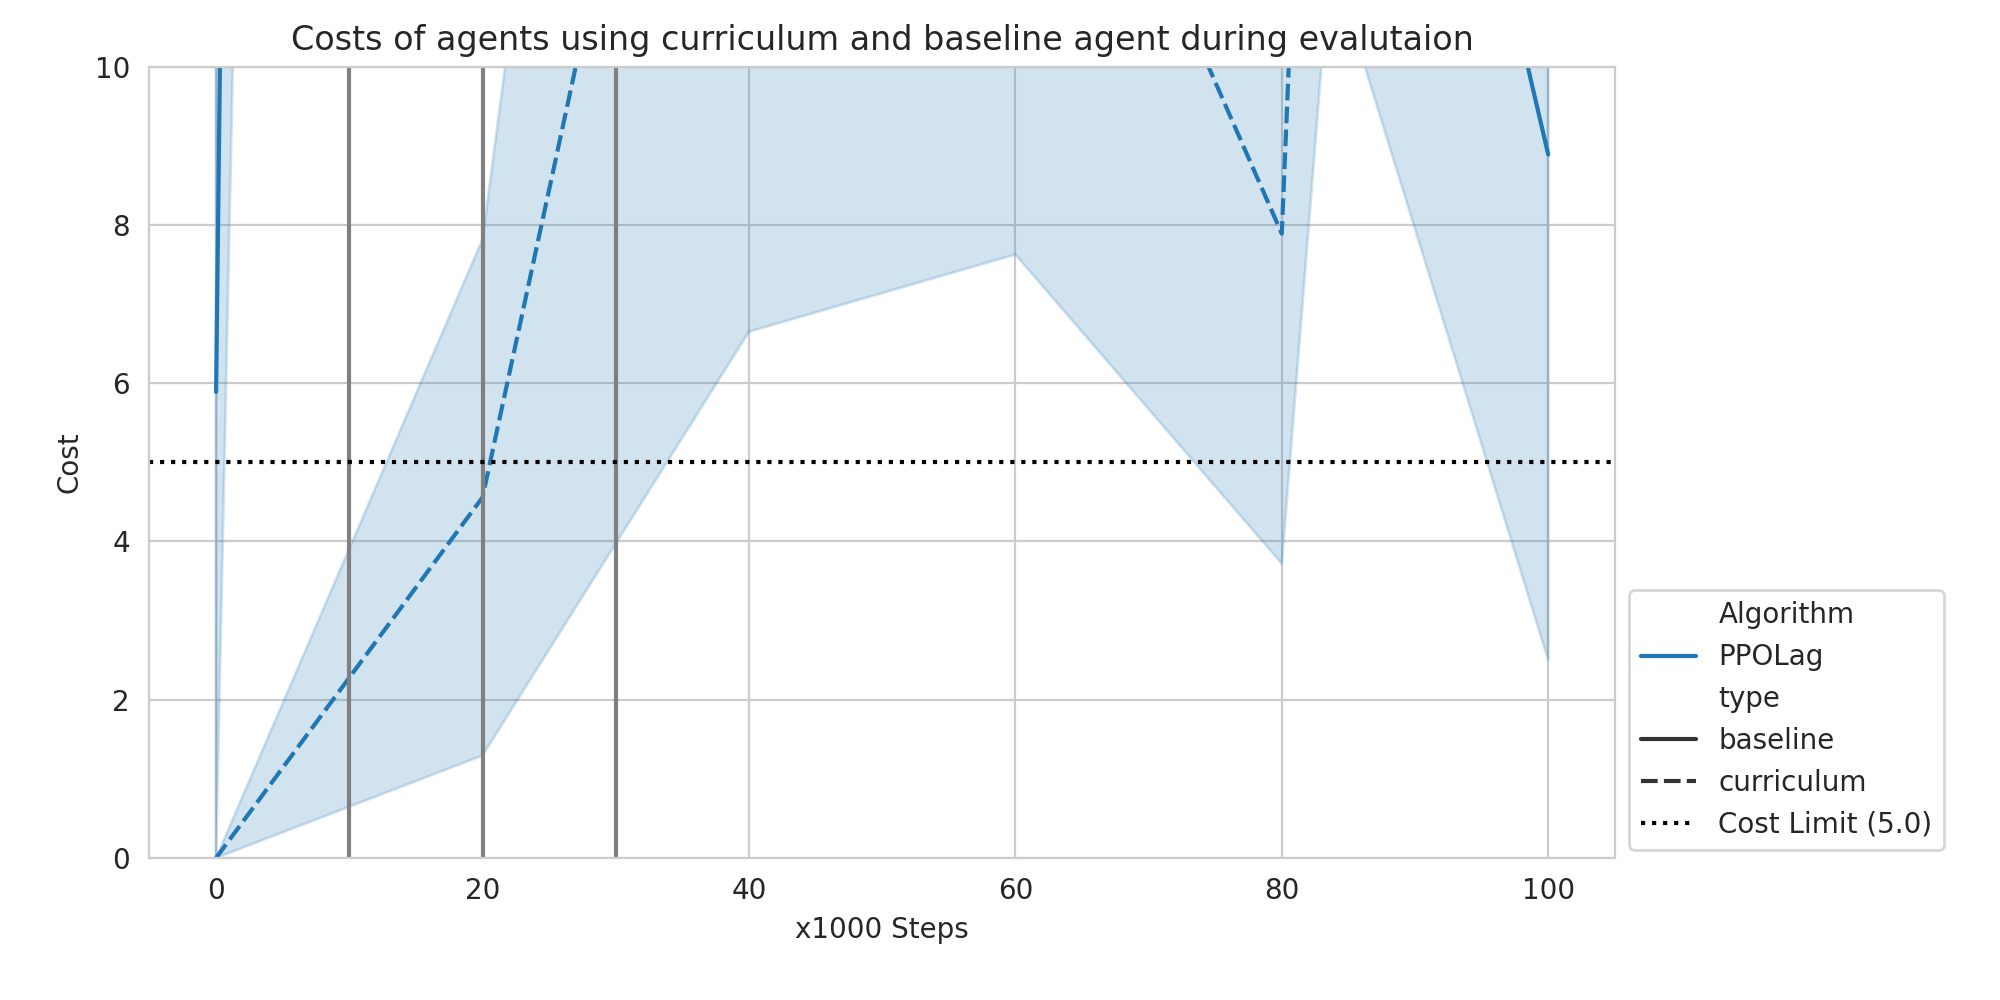 Costs of agents using curriculum and baseline agent during evalutaion
10
8
6
4
2
0
Cost
0 20 40 60 80 100
x1000 Steps
Algorithm
PPOLag
type
baseline
curriculum
Cost Limit (5.0)